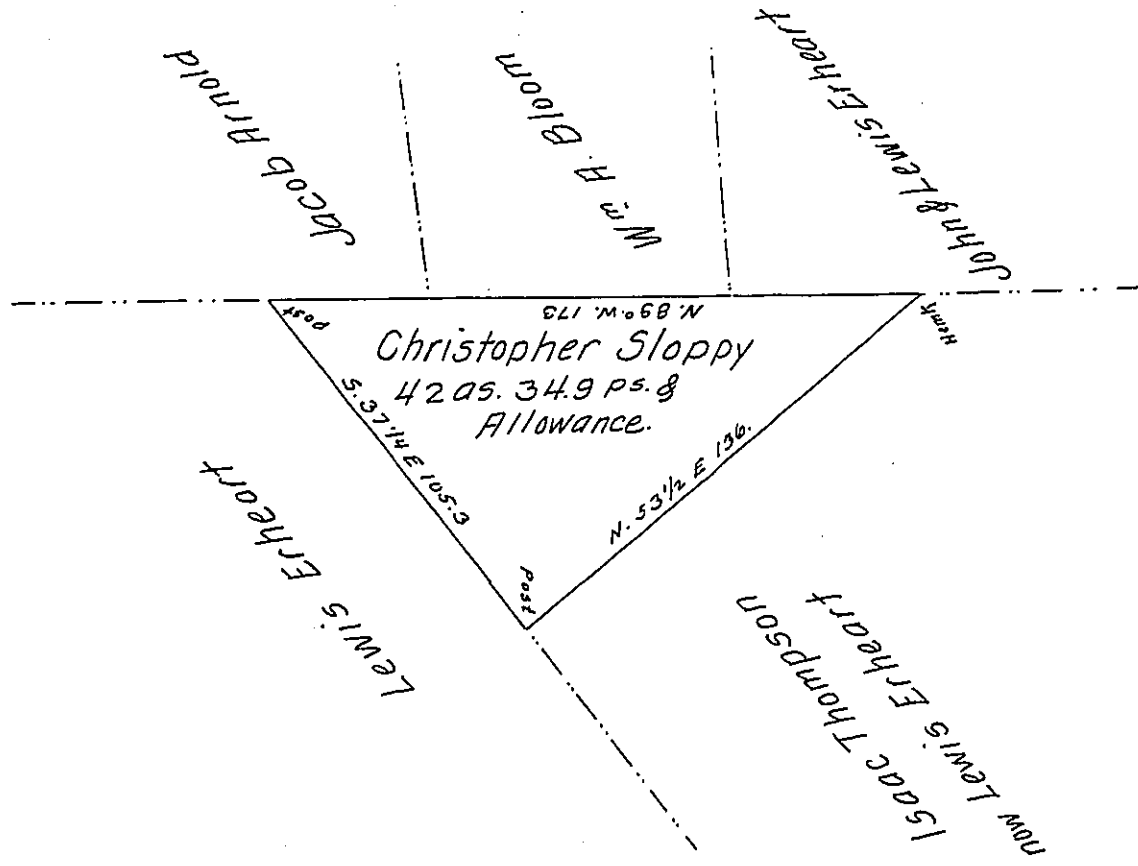 Jacob Arnold
Wm A. Bloom
John & Lewis Erheart
N. 89° W. 173
post
Hemk
Christopher Sloppy
42 as. 34.9 ps. &
Allowance.
S. 37 1/4 E 105.3
N. 53 1/2 E 136.
Post
Lewis Erheart
Isaac Thompson
now Lewis Erheart